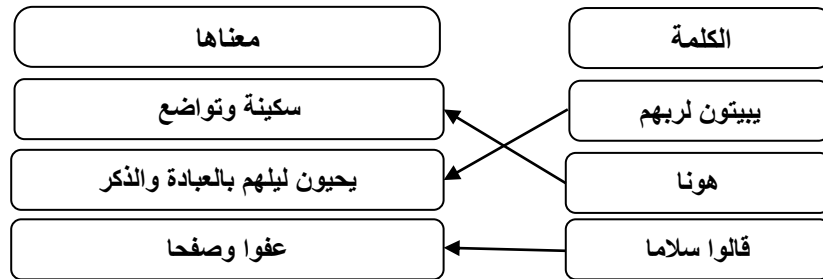 الكلمة
معناها
يبيتون لربهم
سكينة وتواضع
هونا
يحيون ليلهم بالعبادة والذكر
قالوا سلاما
عفوا وصفحا